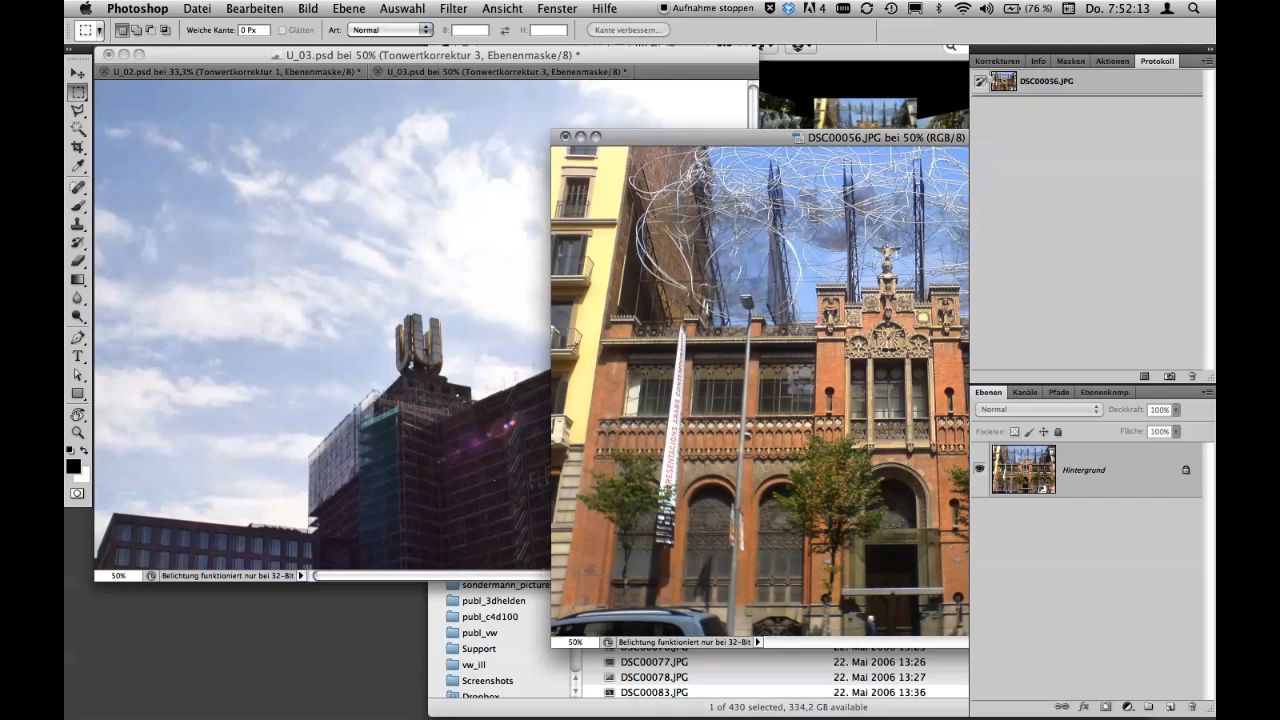 Photoshop Datei Bearbeiten Bild Ebene Auswahl Filter Ansicht Fenster Hilfe Aufnahme stoppen 4 (76 %) Do. 7:52:13
Weiche Kante: 0 Px Glätten Art: Normal B: H: Kante verbessern...
U_03.psd bei 50% (Tonwertkorrektur 3, Ebenenmaske/8) *
U_02.psd bei 33,3% (Tonwertkorrektur 1, Ebenenmaske/8) * U_03.psd bei 50% (Tonwertkorrektur 3, Ebenenmaske/8) *
Korrekturen Info Masken Aktionen Protokoll
DSC00056.JPG
DSC00056.JPG bei 50% (RGB/8)
U
Ebenen Kanäle Pfade Ebenenkomp.
Normal Deckkraft: 100%
Fixieren: Fläche: 100%
Hintergrund
50% Belichtung funktioniert nur bei 32-Bit
sondermann_picture
publ_3dhelden
publ_c4d100
publ_vw
Support
vw_ill
Screenshots
Dropbox
50% Belichtung funktioniert nur bei 32-Bit
DSC00077.JPG 22. Mai 2006 13:26
DSC00078.JPG 22. Mai 2006 13:27
DSC00083.JPG 22. Mai 2006 13:36
1 of 430 selected, 334,2 GB available